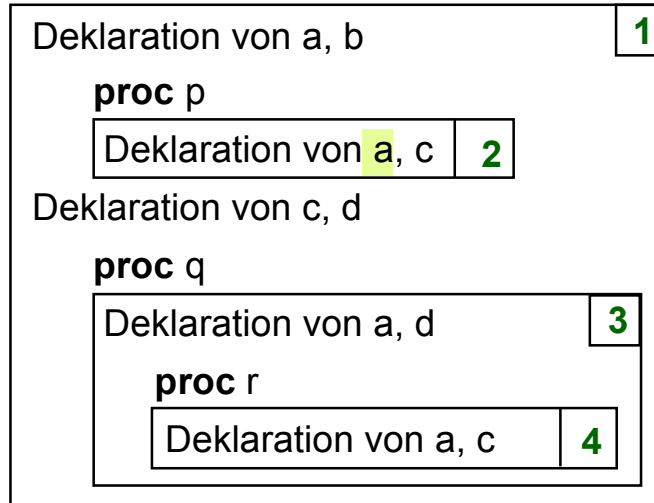 Deklaration von a, b 1
proc p
Deklaration von a, c 2
Deklaration von c, d
proc q
Deklaration von a, d 3
proc r
Deklaration von a, c 4